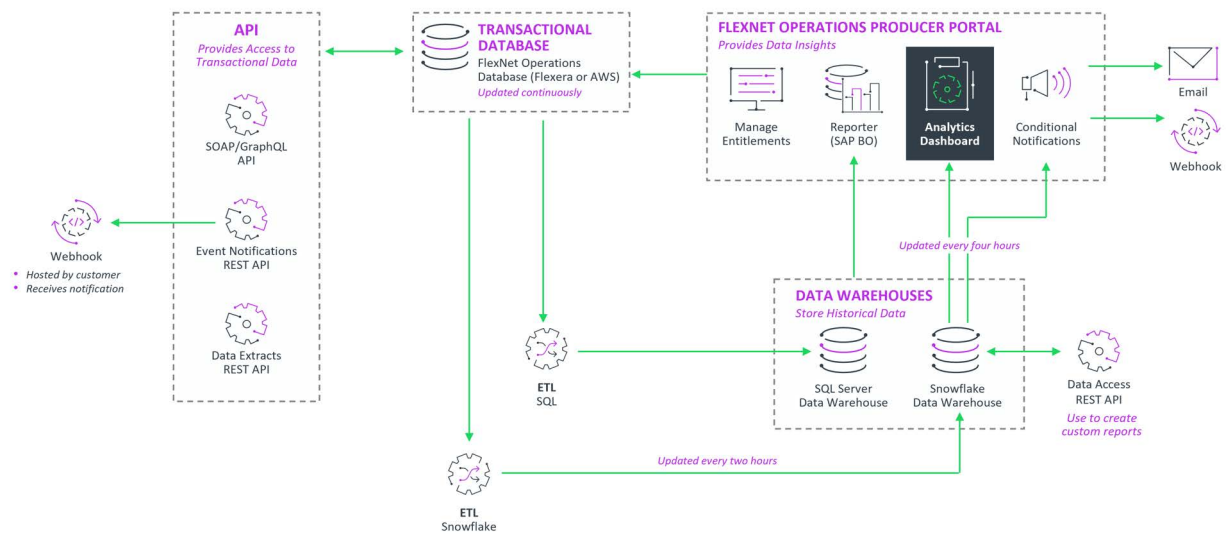 API
Provides Access to
Transactional Data
SOAP/GraphQL
API
Event Notifications
REST API
Data Extracts
REST API
Webhook
• Hosted by customer
• Receives notification
TRANSACTIONAL
DATABASE
FlexNet Operations
Database (Flexera or AWS)
Updated continuously
FLEXNET OPERATIONS PRODUCER PORTAL
Provides Data Insights
Manage
Entitlements
Reporter
(SAP BO)
Analytics
Dashboard
Conditional
Notifications
Email
Webhook
Updated every four hours
DATA WAREHOUSES
Store Historical Data
SQL Server
Data Warehouse
Snowflake
Data Warehouse
Data Access
REST API
Use to create
custom reports
ETL
SQL
Updated every two hours
ETL
Snowflake